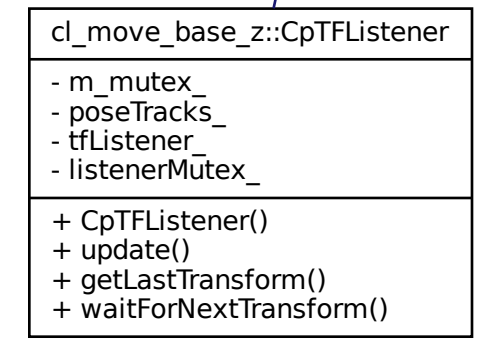 cl_move_base_z::CpTFListener
- m_mutex_
- poseTracks_
- tfListener_
- listenerMutex_
+ CpTFListener()
+ update()
+ getLastTransform()
+ waitForNextTransform()